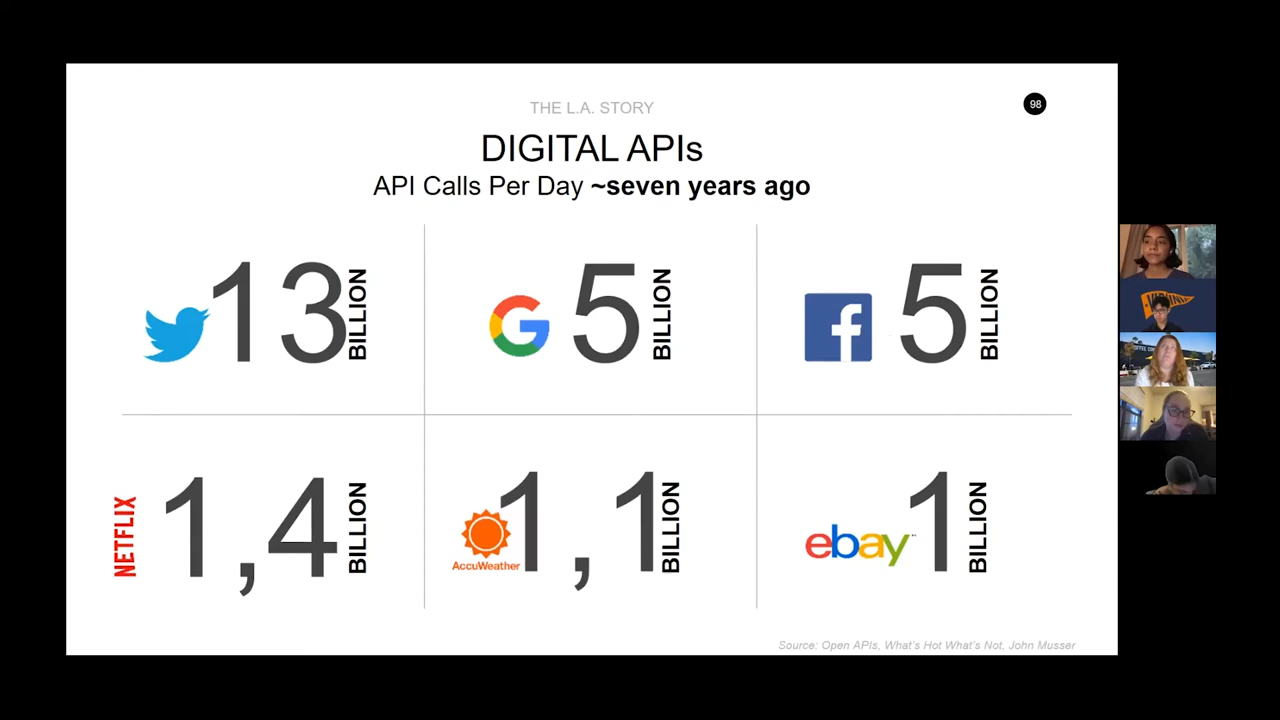 THE L.A. STORY
98
DIGITAL APIs
API Calls Per Day ~seven years ago
13 BILLION
G 5 BILLION
f 5 BILLION
NETFLIX 1,4 BILLION
AccuWeather 1,1 BILLION
ebay 1 BILLION
Source: Open APIs, What's Hot What's Not, John Musser